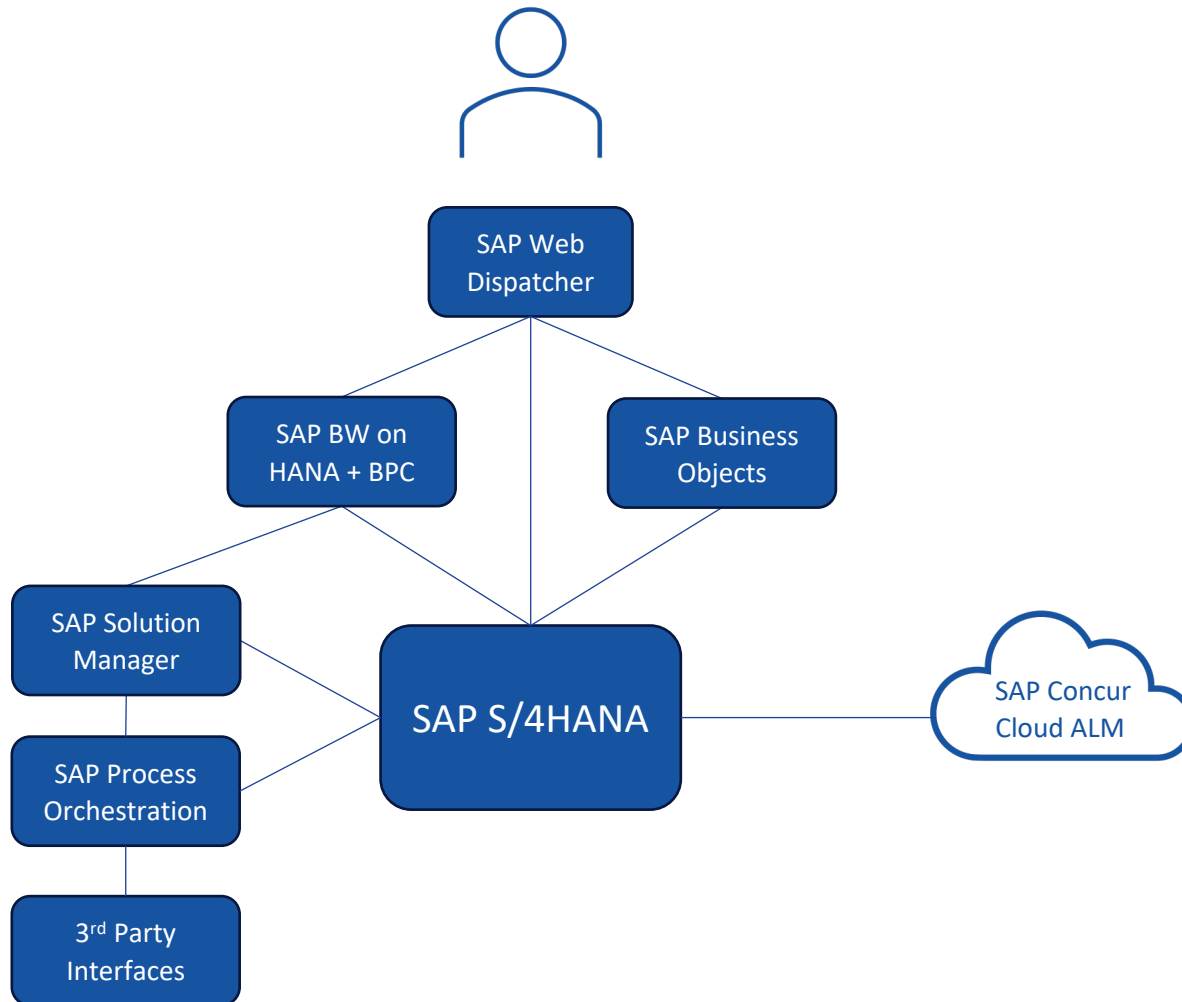 SAP Web
Dispatcher
SAP BW on
HANA + BPC
SAP Business
Objects
SAP Solution
Manager
SAP S/4HANA
SAP Concur
Cloud ALM
SAP Process
Orchestration
3rd Party
Interfaces